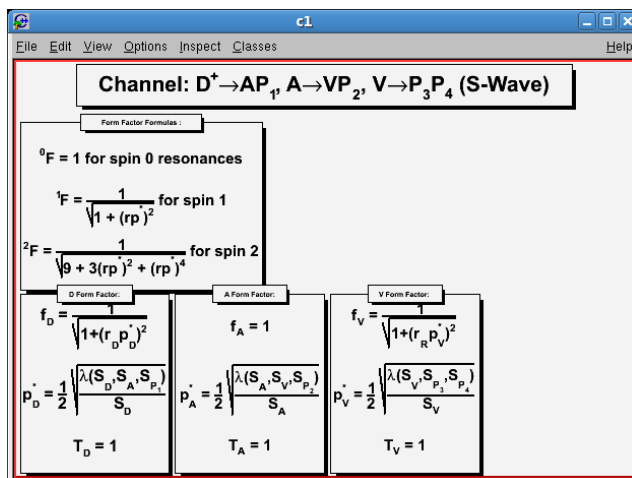 c1
File Edit View Options Inspect Classes Help
Channel: D⁺→AP₁, A→VP₂, V→P₃P₄ (S-Wave)
Form Factor Formulas :
⁰F = 1 for spin 0 resonances
¹F = 1/√(1 + (rp*)²) for spin 1
²F = 1/√(9 + 3(rp*)² + (rp*)⁴) for spin 2
D Form Factor:
f_D = 1/√(1+(r_D p*_D)²)
p*_D = 1/2 √(λ(S_D,S_A,S_P₁)/S_D)
T_D = 1
A Form Factor:
f_A = 1
p*_A = 1/2 √(λ(S_A,S_V,S_P₂)/S_A)
T_A = 1
V Form Factor:
f_V = 1/√(1+(r_R p*_V)²)
p*_V = 1/2 √(λ(S_V,S_P₃,S_P₄)/S_V)
T_V = 1